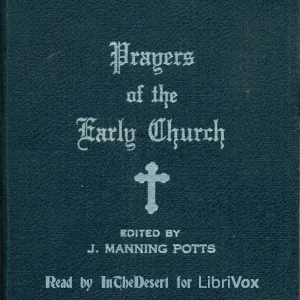 Prayers
of the
Early Church
EDITED BY
J. MANNING POTTS
Read by InTheDesert for LibriVox